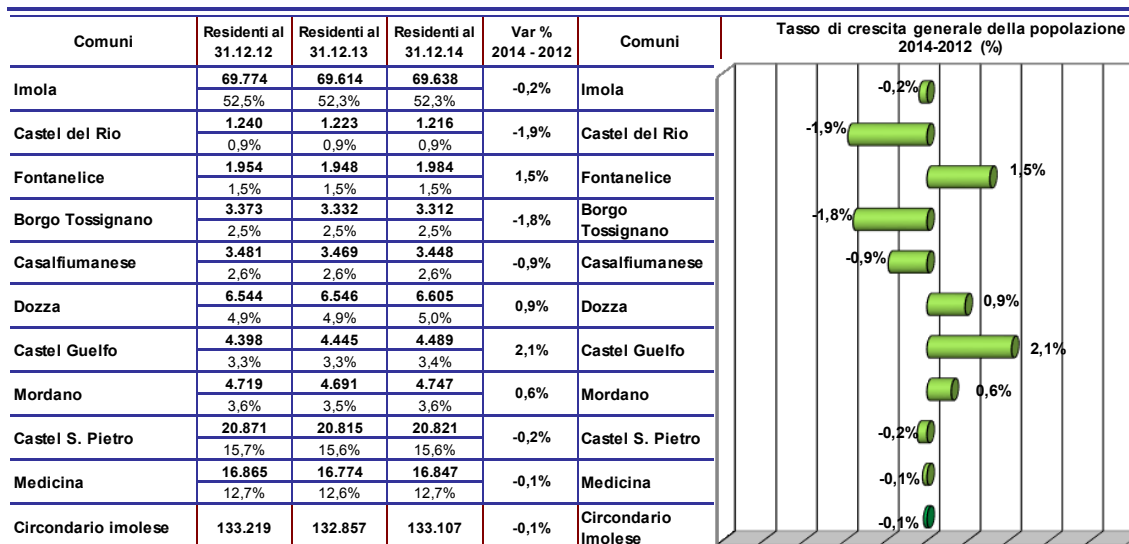 Comuni
Residenti al 31.12.12
Residenti al 31.12.13
Residenti al 31.12.14
Var % 2014 - 2012
Comuni
Tasso di crescita generale della popolazione
2014-2012 (%)
Imola 69.774 69.614 69.638 -0,2% Imola -0,2%
52,5% 52,3% 52,3%
Castel del Rio 1.240 1.223 1.216 -1,9% Castel del Rio -1,9%
0,9% 0,9% 0,9%
Fontanelice 1.954 1.948 1.984 1,5% Fontanelice 1,5%
1,5% 1,5% 1,5%
Borgo Tossignano 3.373 3.332 3.312 -1,8% Borgo Tossignano -1,8%
2,5% 2,5% 2,5%
Casalfiumanese 3.481 3.469 3.448 -0,9% Casalfiumanese -0,9%
2,6% 2,6% 2,6%
Dozza 6.544 6.546 6.605 0,9% Dozza 0,9%
4,9% 4,9% 5,0%
Castel Guelfo 4.398 4.445 4.489 2,1% Castel Guelfo 2,1%
3,3% 3,3% 3,4%
Mordano 4.719 4.691 4.747 0,6% Mordano 0,6%
3,6% 3,5% 3,6%
Castel S. Pietro 20.871 20.815 20.821 -0,2% Castel S. Pietro -0,2%
15,7% 15,6% 15,6%
Medicina 16.865 16.774 16.847 -0,1% Medicina -0,1%
12,7% 12,6% 12,7%
Circondario imolese 133.219 132.857 133.107 -0,1% Circondario Imolese -0,1%